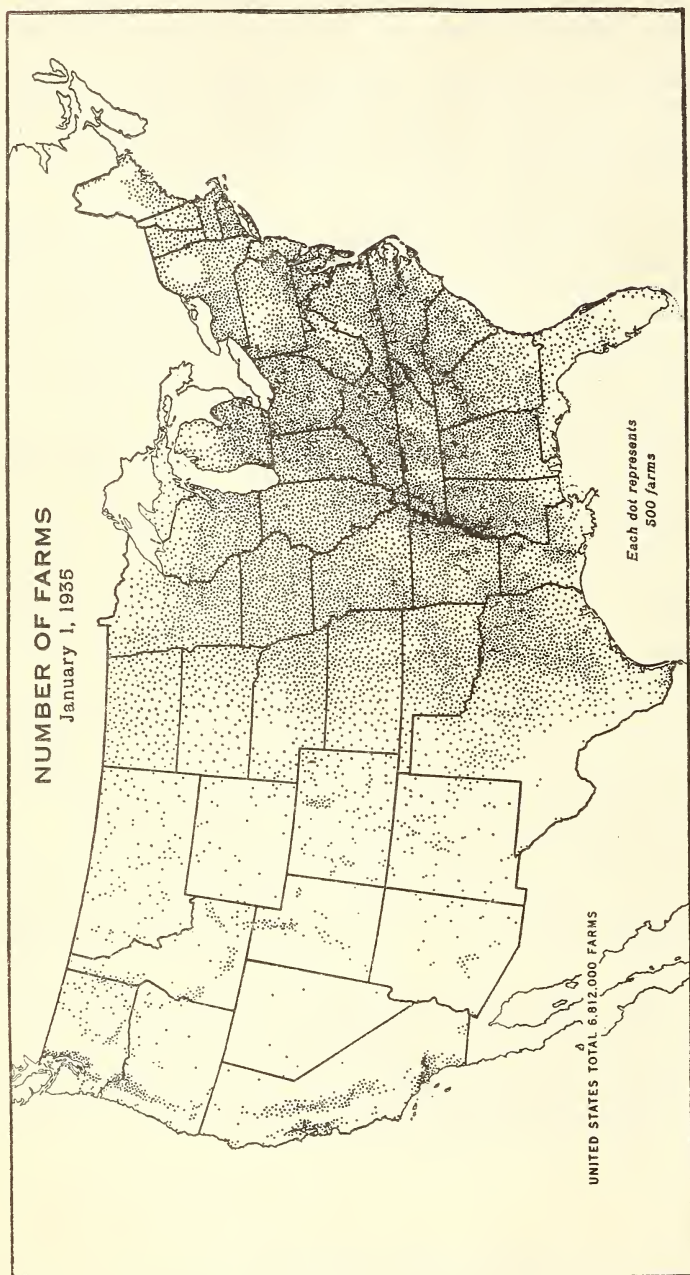 NUMBER OF FARMS
January 1, 1935
Each dot represents
500 farms
UNITED STATES TOTAL 6,812,000 FARMS